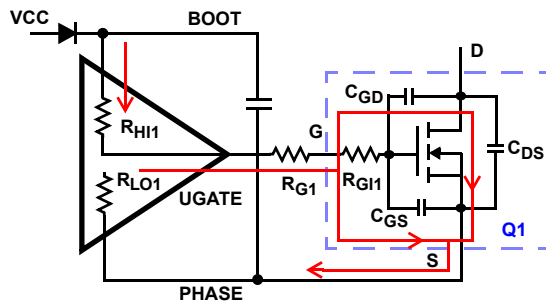 VCC
BOOT
D
CGD
RHI1
G
CDS
RLO1
RG1
RGI1
UGATE
CGS
Q1
S
PHASE